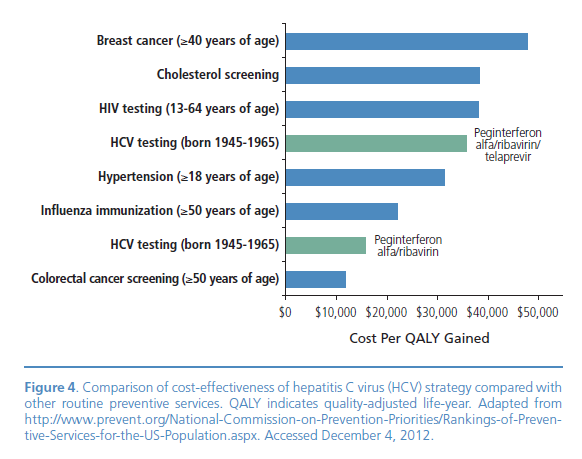 Breast cancer (≥40 years of age)
Cholesterol screening
HIV testing (13-64 years of age)
HCV testing (born 1945-1965)
Peginterferon
alfa/ribavirin/
telaprevir
Hypertension (≥18 years of age)
Influenza immunization (≥50 years of age)
HCV testing (born 1945-1965)
Peginterferon
alfa/ribavirin
Colorectal cancer screening (≥50 years of age)
$0 $10,000 $20,000 $30,000 $40,000 $50,000
Cost Per QALY Gained
Figure 4. Comparison of cost-effectiveness of hepatitis C virus (HCV) strategy compared with
other routine preventive services. QALY indicates quality-adjusted life-year. Adapted from
http://www.prevent.org/National-Commission-on-Prevention-Priorities/Rankings-of-Preven-
tive-Services-for-the-US-Population.aspx. Accessed December 4, 2012.